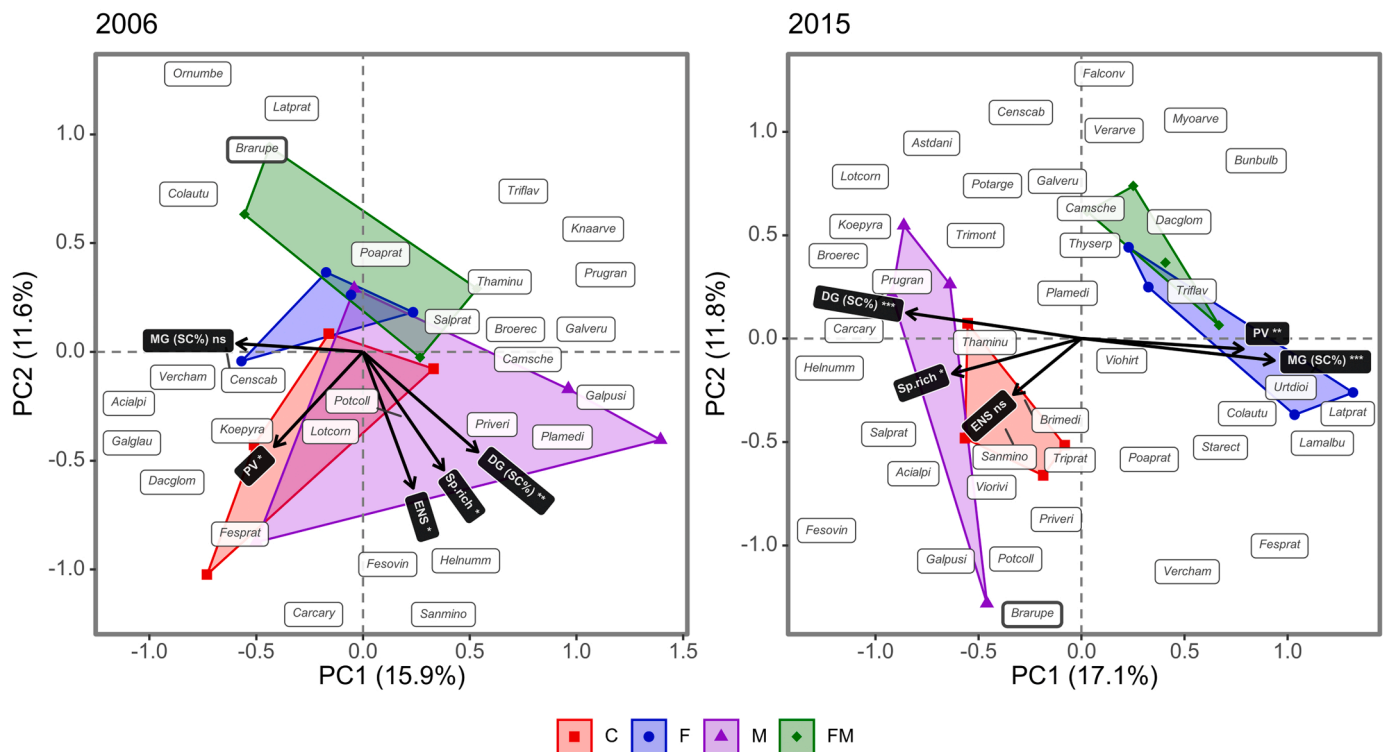 2006
2015
Ornumbe
Latprat
Brarupe
Colautu
Triflav
Knaarve
Poaprat
Prugran
Thaminu
Salprat
Broerec
Galveru
MG (SC%) ns
Camsche
Vercham
Censcab
Galpusi
Acialpi
Potcoll
Koepyra
Lotcorn
Priveri
Plamedi
Galglau
PV *
DG (SC%) **
Dacglom
Sp.rich *
ENS *
Fesprat
Fesovin
Helnumm
Carcary
Sanmino
1.0
0.5
0.0
-0.5
-1.0
PC2 (11.6%)
-1.0 -0.5 0.0 0.5 1.0 1.5
PC1 (15.9%)
Falconv
Censcab
Myoarve
Verarve
Astdani
Bunbulb
Lotcorn
Potarge
Galveru
Camsche
Dacglom
Koepyra
Trimont
Thyserp
Broerec
Prugran
Triflav
Plamedi
DG (SC%) ***
Carcary
PV **
Thaminu
Viohirt
MG (SC%) ***
Helnumm
Sp.rich *
Urtdioi
ENS ns
Brimedi
Colautu
Latprat
Salprat
Lamalbu
Starect
Sanmino
Triprat
Poaprat
Acialpi
Viorivi
Priveri
Fesovin
Fesprat
Galpusi
Potcoll
Vercham
Brarupe
1.0
0.5
0.0
-0.5
-1.0
PC2 (11.8%)
-1.0 -0.5 0.0 0.5 1.0
PC1 (17.1%)
C F M FM